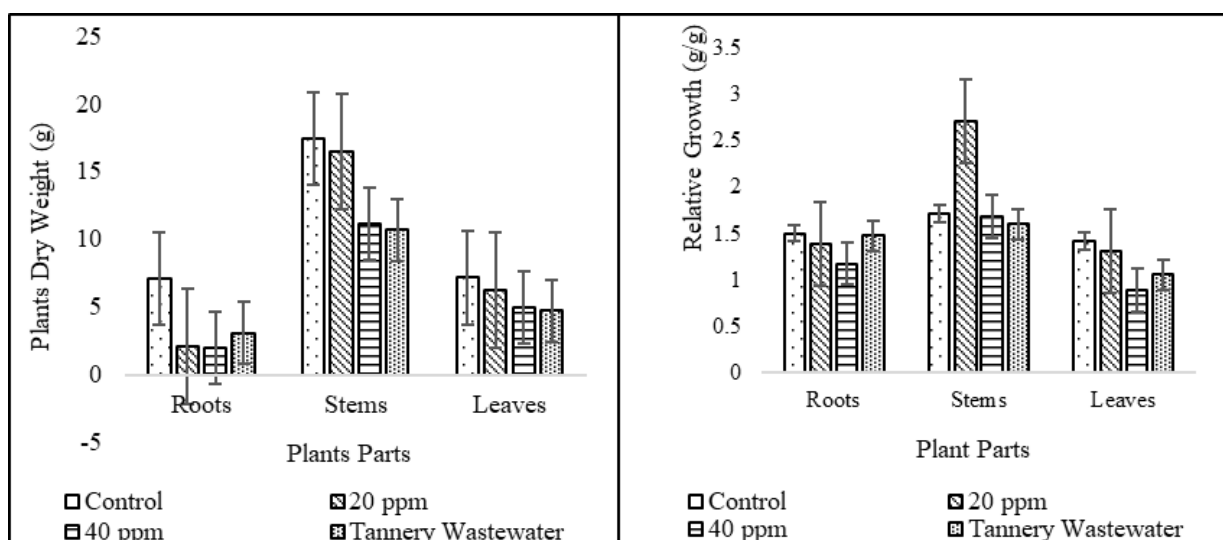 Plants Dry Weight (g)
25
20
15
10
5
0
-5
Roots Stems Leaves
Plants Parts
Control 20 ppm
40 ppm Tannery Wastewater
Relative Growth (g/g)
3.5
3
2.5
2
1.5
1
0.5
0
Roots Stems Leaves
Plant Parts
Control 20 ppm
40 ppm Tannery Wastewater